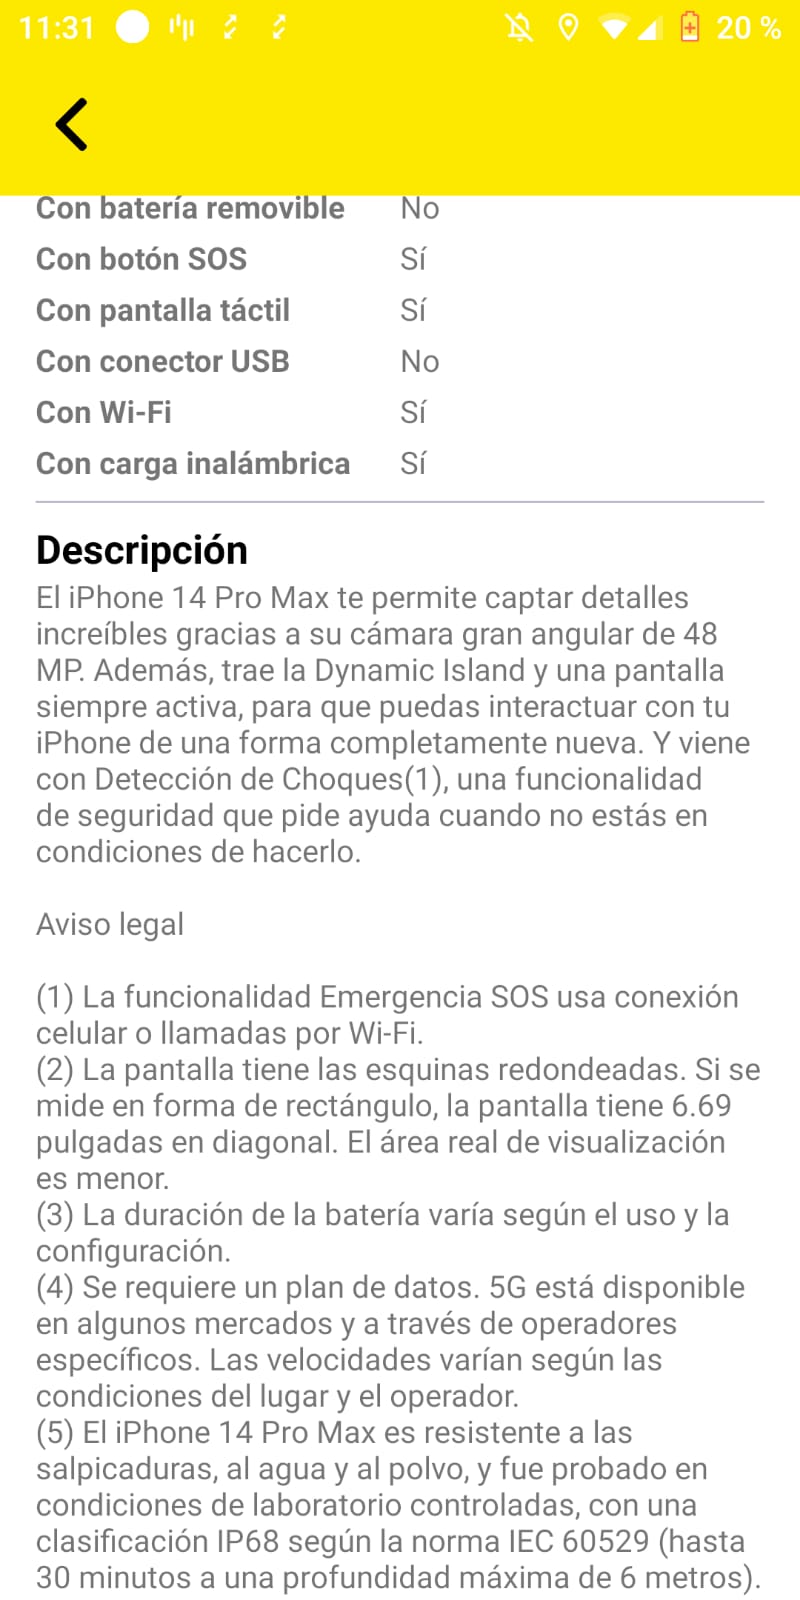 11:31
20 %
Con batería removible No
Con botón SOS Sí
Con pantalla táctil Sí
Con conector USB No
Con Wi-Fi Sí
Con carga inalámbrica Sí
Descripción
El iPhone 14 Pro Max te permite captar detalles
increíbles gracias a su cámara gran angular de 48
MP. Además, trae la Dynamic Island y una pantalla
siempre activa, para que puedas interactuar con tu
iPhone de una forma completamente nueva. Y viene
con Detección de Choques(1), una funcionalidad
de seguridad que pide ayuda cuando no estás en
condiciones de hacerlo.
Aviso legal
(1) La funcionalidad Emergencia SOS usa conexión
celular o llamadas por Wi-Fi.
(2) La pantalla tiene las esquinas redondeadas. Si se
mide en forma de rectángulo, la pantalla tiene 6.69
pulgadas en diagonal. El área real de visualización
es menor.
(3) La duración de la batería varía según el uso y la
configuración.
(4) Se requiere un plan de datos. 5G está disponible
en algunos mercados y a través de operadores
específicos. Las velocidades varían según las
condiciones del lugar y el operador.
(5) El iPhone 14 Pro Max es resistente a las
salpicaduras, al agua y al polvo, y fue probado en
condiciones de laboratorio controladas, con una
clasificación IP68 según la norma IEC 60529 (hasta
30 minutos a una profundidad máxima de 6 metros).